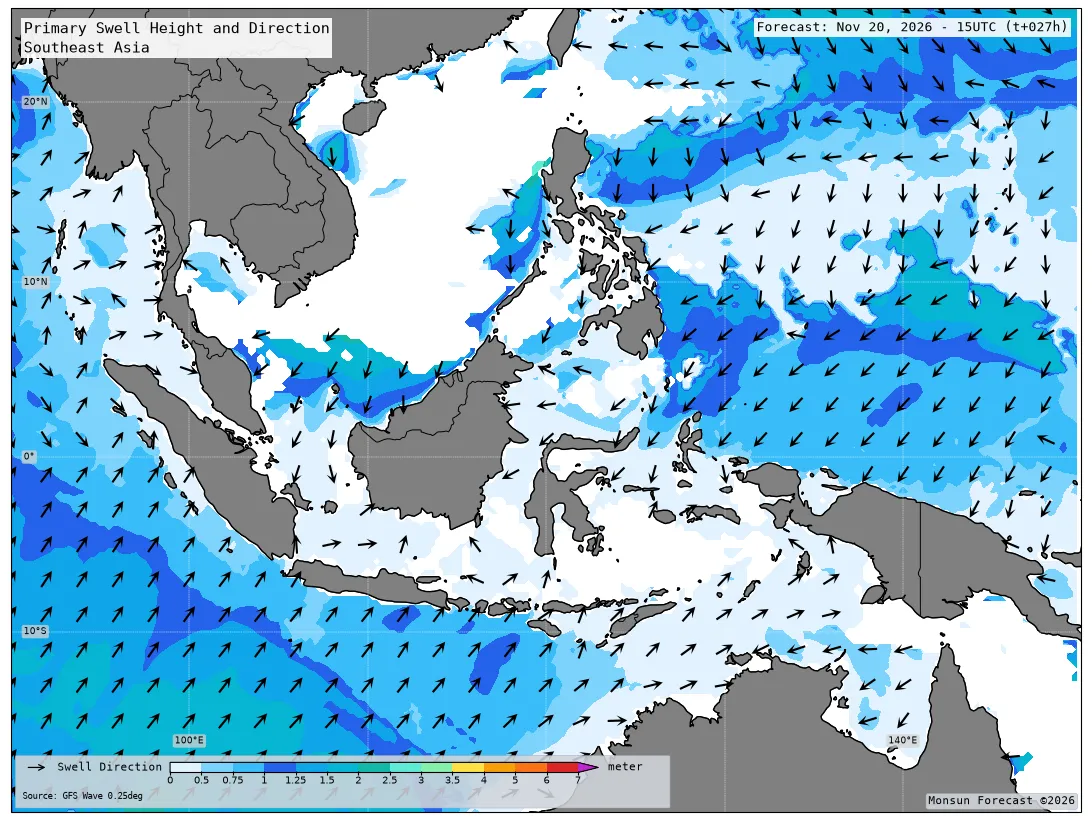 Primary Swell Height and Direction
Southeast Asia
Forecast: Nov 20, 2026 - 15UTC (t+027h)
20°N
10°N
0°
10°S
100°E
140°E
Swell Direction
0 0.5 0.75 1 1.25 1.5 2 2.5 3 3.5 4 5 6 7
meter
Source: GFS Wave 0.25deg
Monsun Forecast ©2026